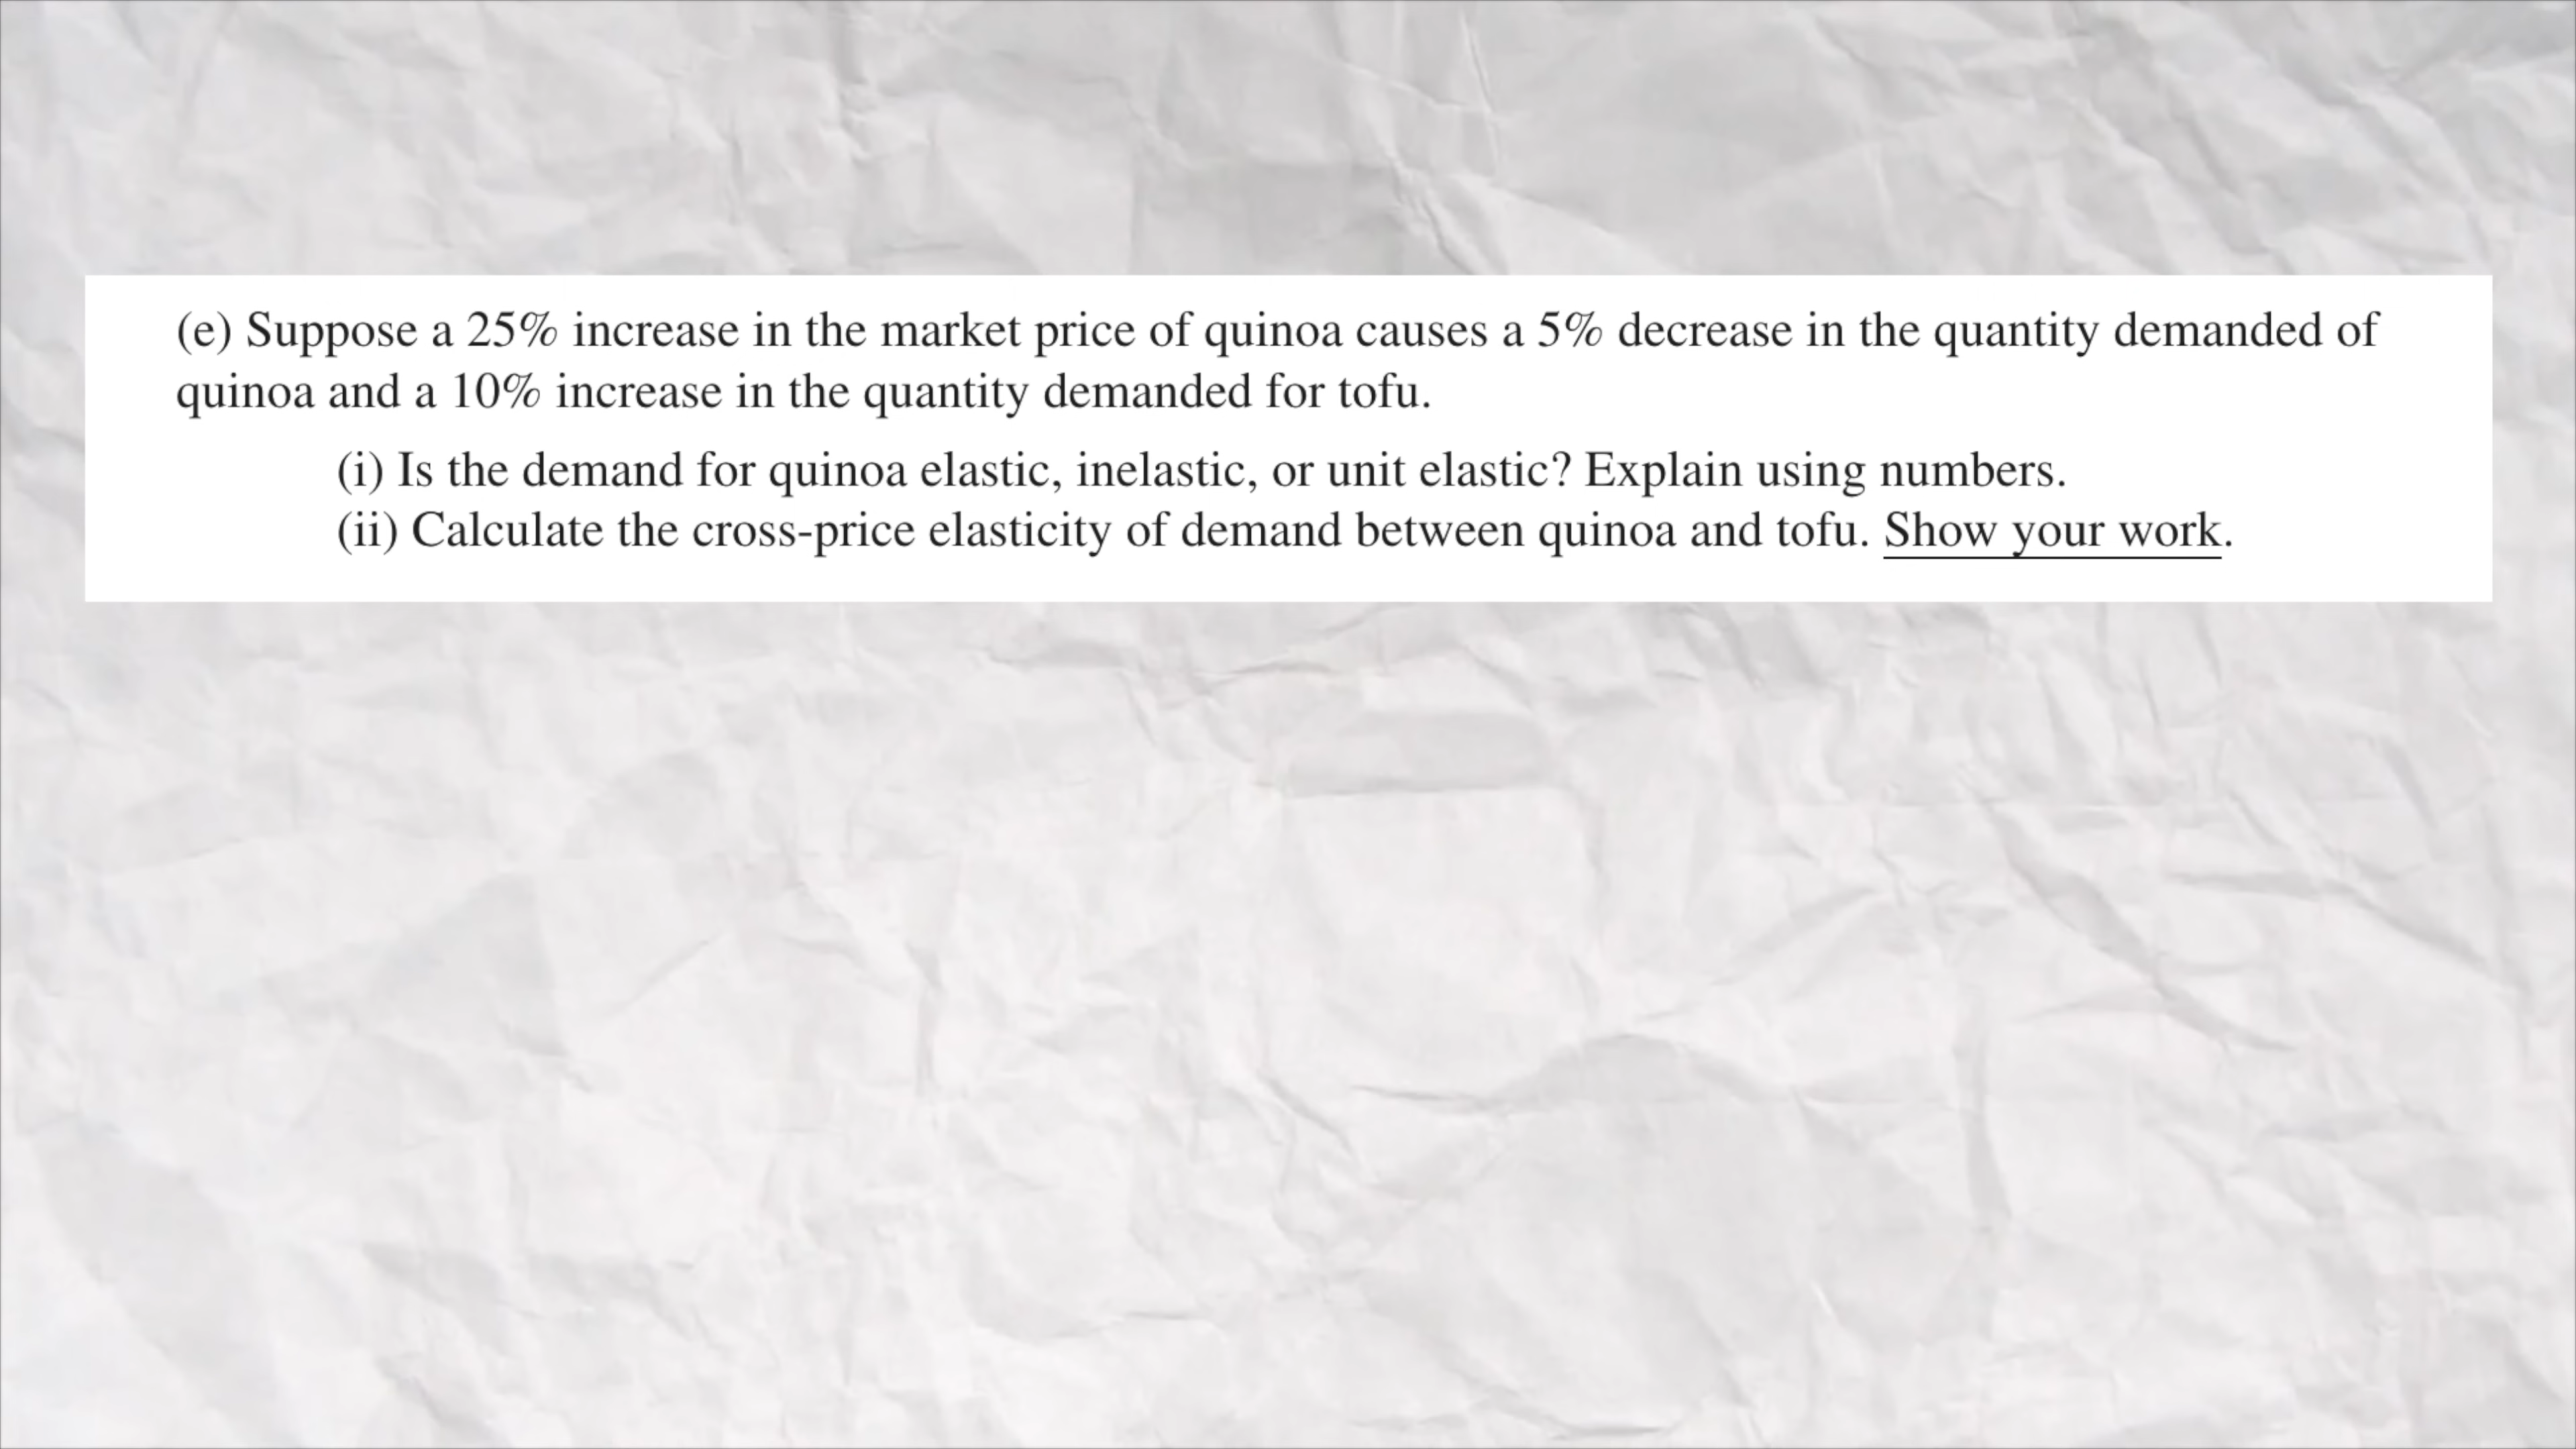 (e) Suppose a 25% increase in the market price of quinoa causes a 5% decrease in the quantity demanded of
quinoa and a 10% increase in the quantity demanded for tofu.
(i) Is the demand for quinoa elastic, inelastic, or unit elastic? Explain using numbers.
(ii) Calculate the cross-price elasticity of demand between quinoa and tofu. Show your work.